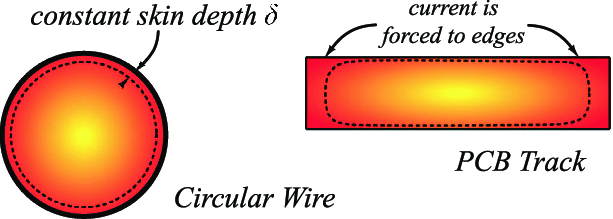 constant skin depth δ
current is
forced to edges
Circular Wire
PCB Track